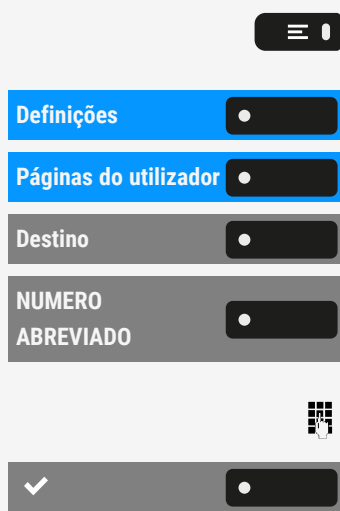 Definições
Páginas do utilizador
Destino
NUMERO
ABREVIADO